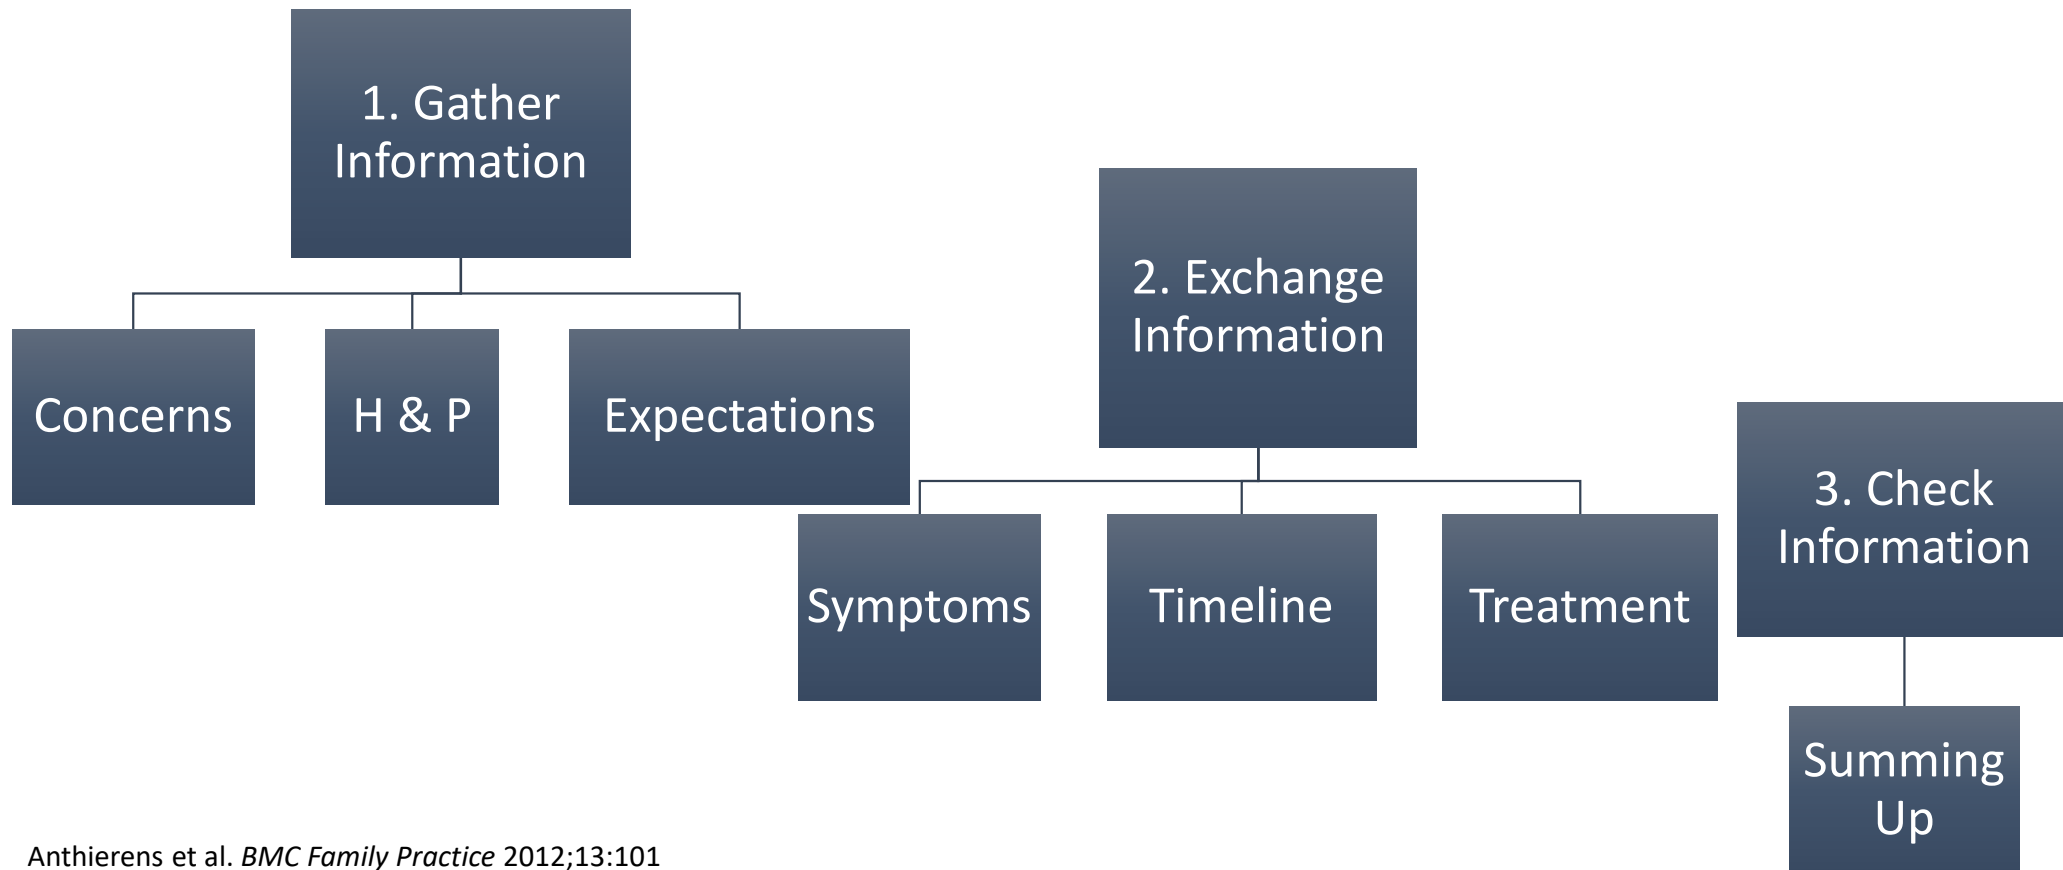 1. Gather
Information
Concerns
H & P
Expectations
2. Exchange
Information
Symptoms
Timeline
Treatment
3. Check
Information
Summing
Up
Anthierens et al. BMC Family Practice 2012;13:101